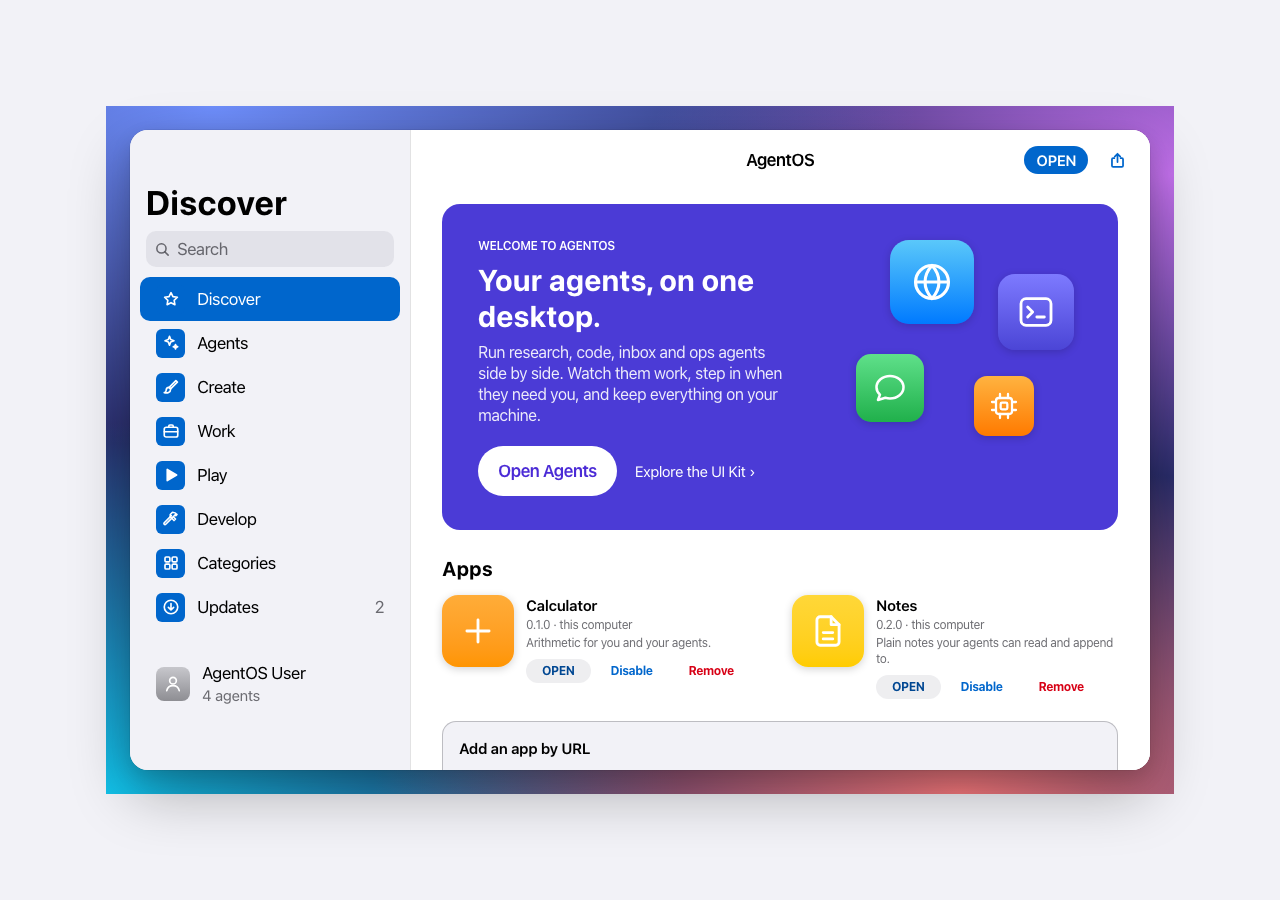 AgentOS
OPEN
Discover
Search
Discover
Agents
Create
Work
Play
Develop
Categories
Updates 2
AgentOS User
4 agents
WELCOME TO AGENTOS
Your agents, on one
desktop.
Run research, code, inbox and ops agents
side by side. Watch them work, step in when
they need you, and keep everything on your
machine.
Open Agents
Explore the UI Kit ›
Apps
Calculator
0.1.0 · this computer
Arithmetic for you and your agents.
OPEN Disable Remove
Notes
0.2.0 · this computer
Plain notes your agents can read and append
to.
OPEN Disable Remove
Add an app by URL